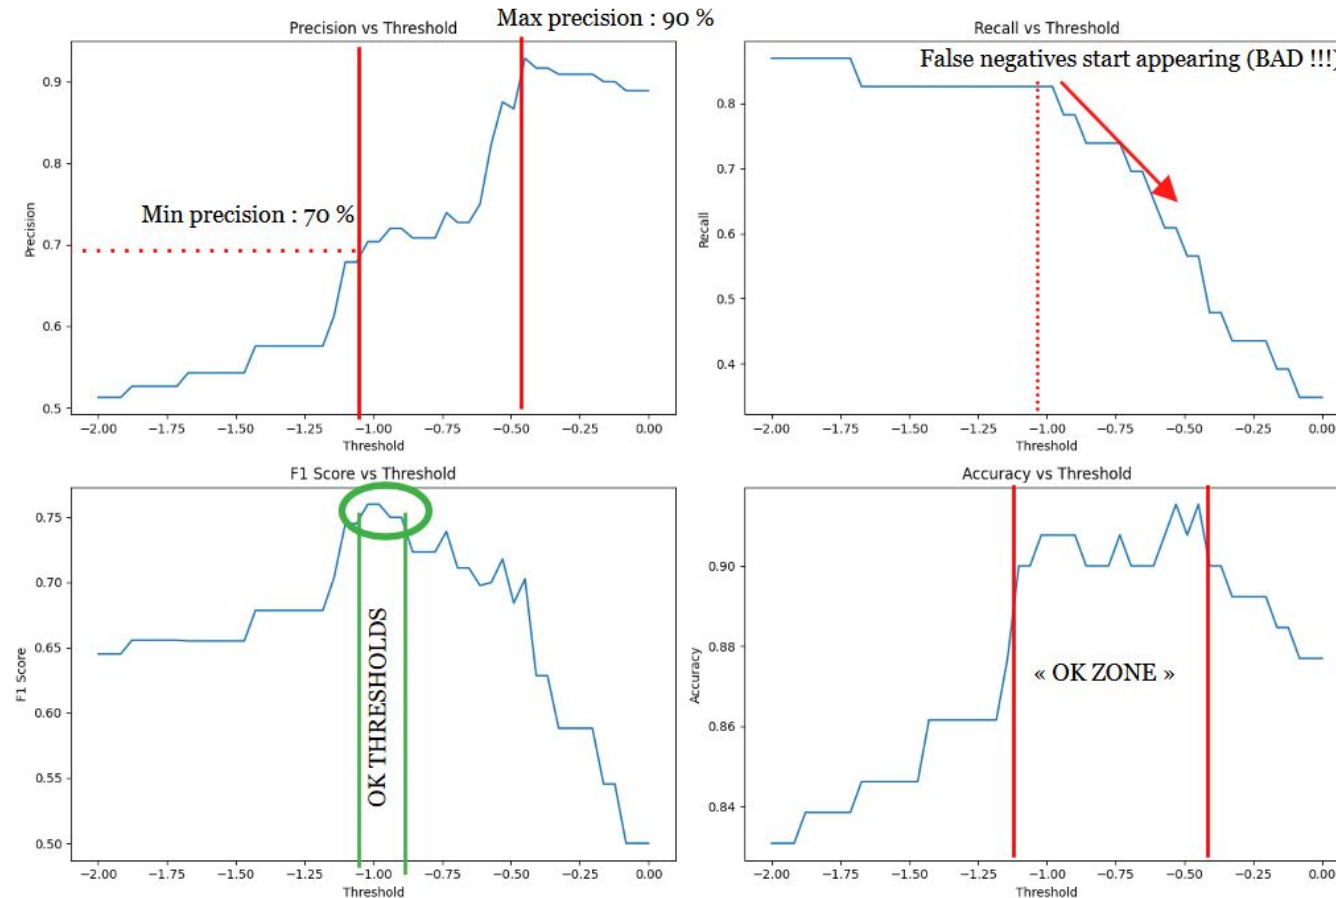 Precision vs Threshold
Max precision : 90 %
Min precision : 70 %
Precision
0.9
0.8
0.7
0.6
0.5
−2.00 −1.75 −1.50 −1.25 −1.00 −0.75 −0.50 −0.25 0.00
Threshold
Recall vs Threshold
False negatives start appearing (BAD !!!)
Recall
0.8
0.7
0.6
0.5
0.4
−2.00 −1.75 −1.50 −1.25 −1.00 −0.75 −0.50 −0.25 0.00
Threshold
F1 Score vs Threshold
OK THRESHOLDS
F1 Score
0.75
0.70
0.65
0.60
0.55
0.50
−2.00 −1.75 −1.50 −1.25 −1.00 −0.75 −0.50 −0.25 0.00
Threshold
Accuracy vs Threshold
« OK ZONE »
Accuracy
0.90
0.88
0.86
0.84
−2.00 −1.75 −1.50 −1.25 −1.00 −0.75 −0.50 −0.25 0.00
Threshold